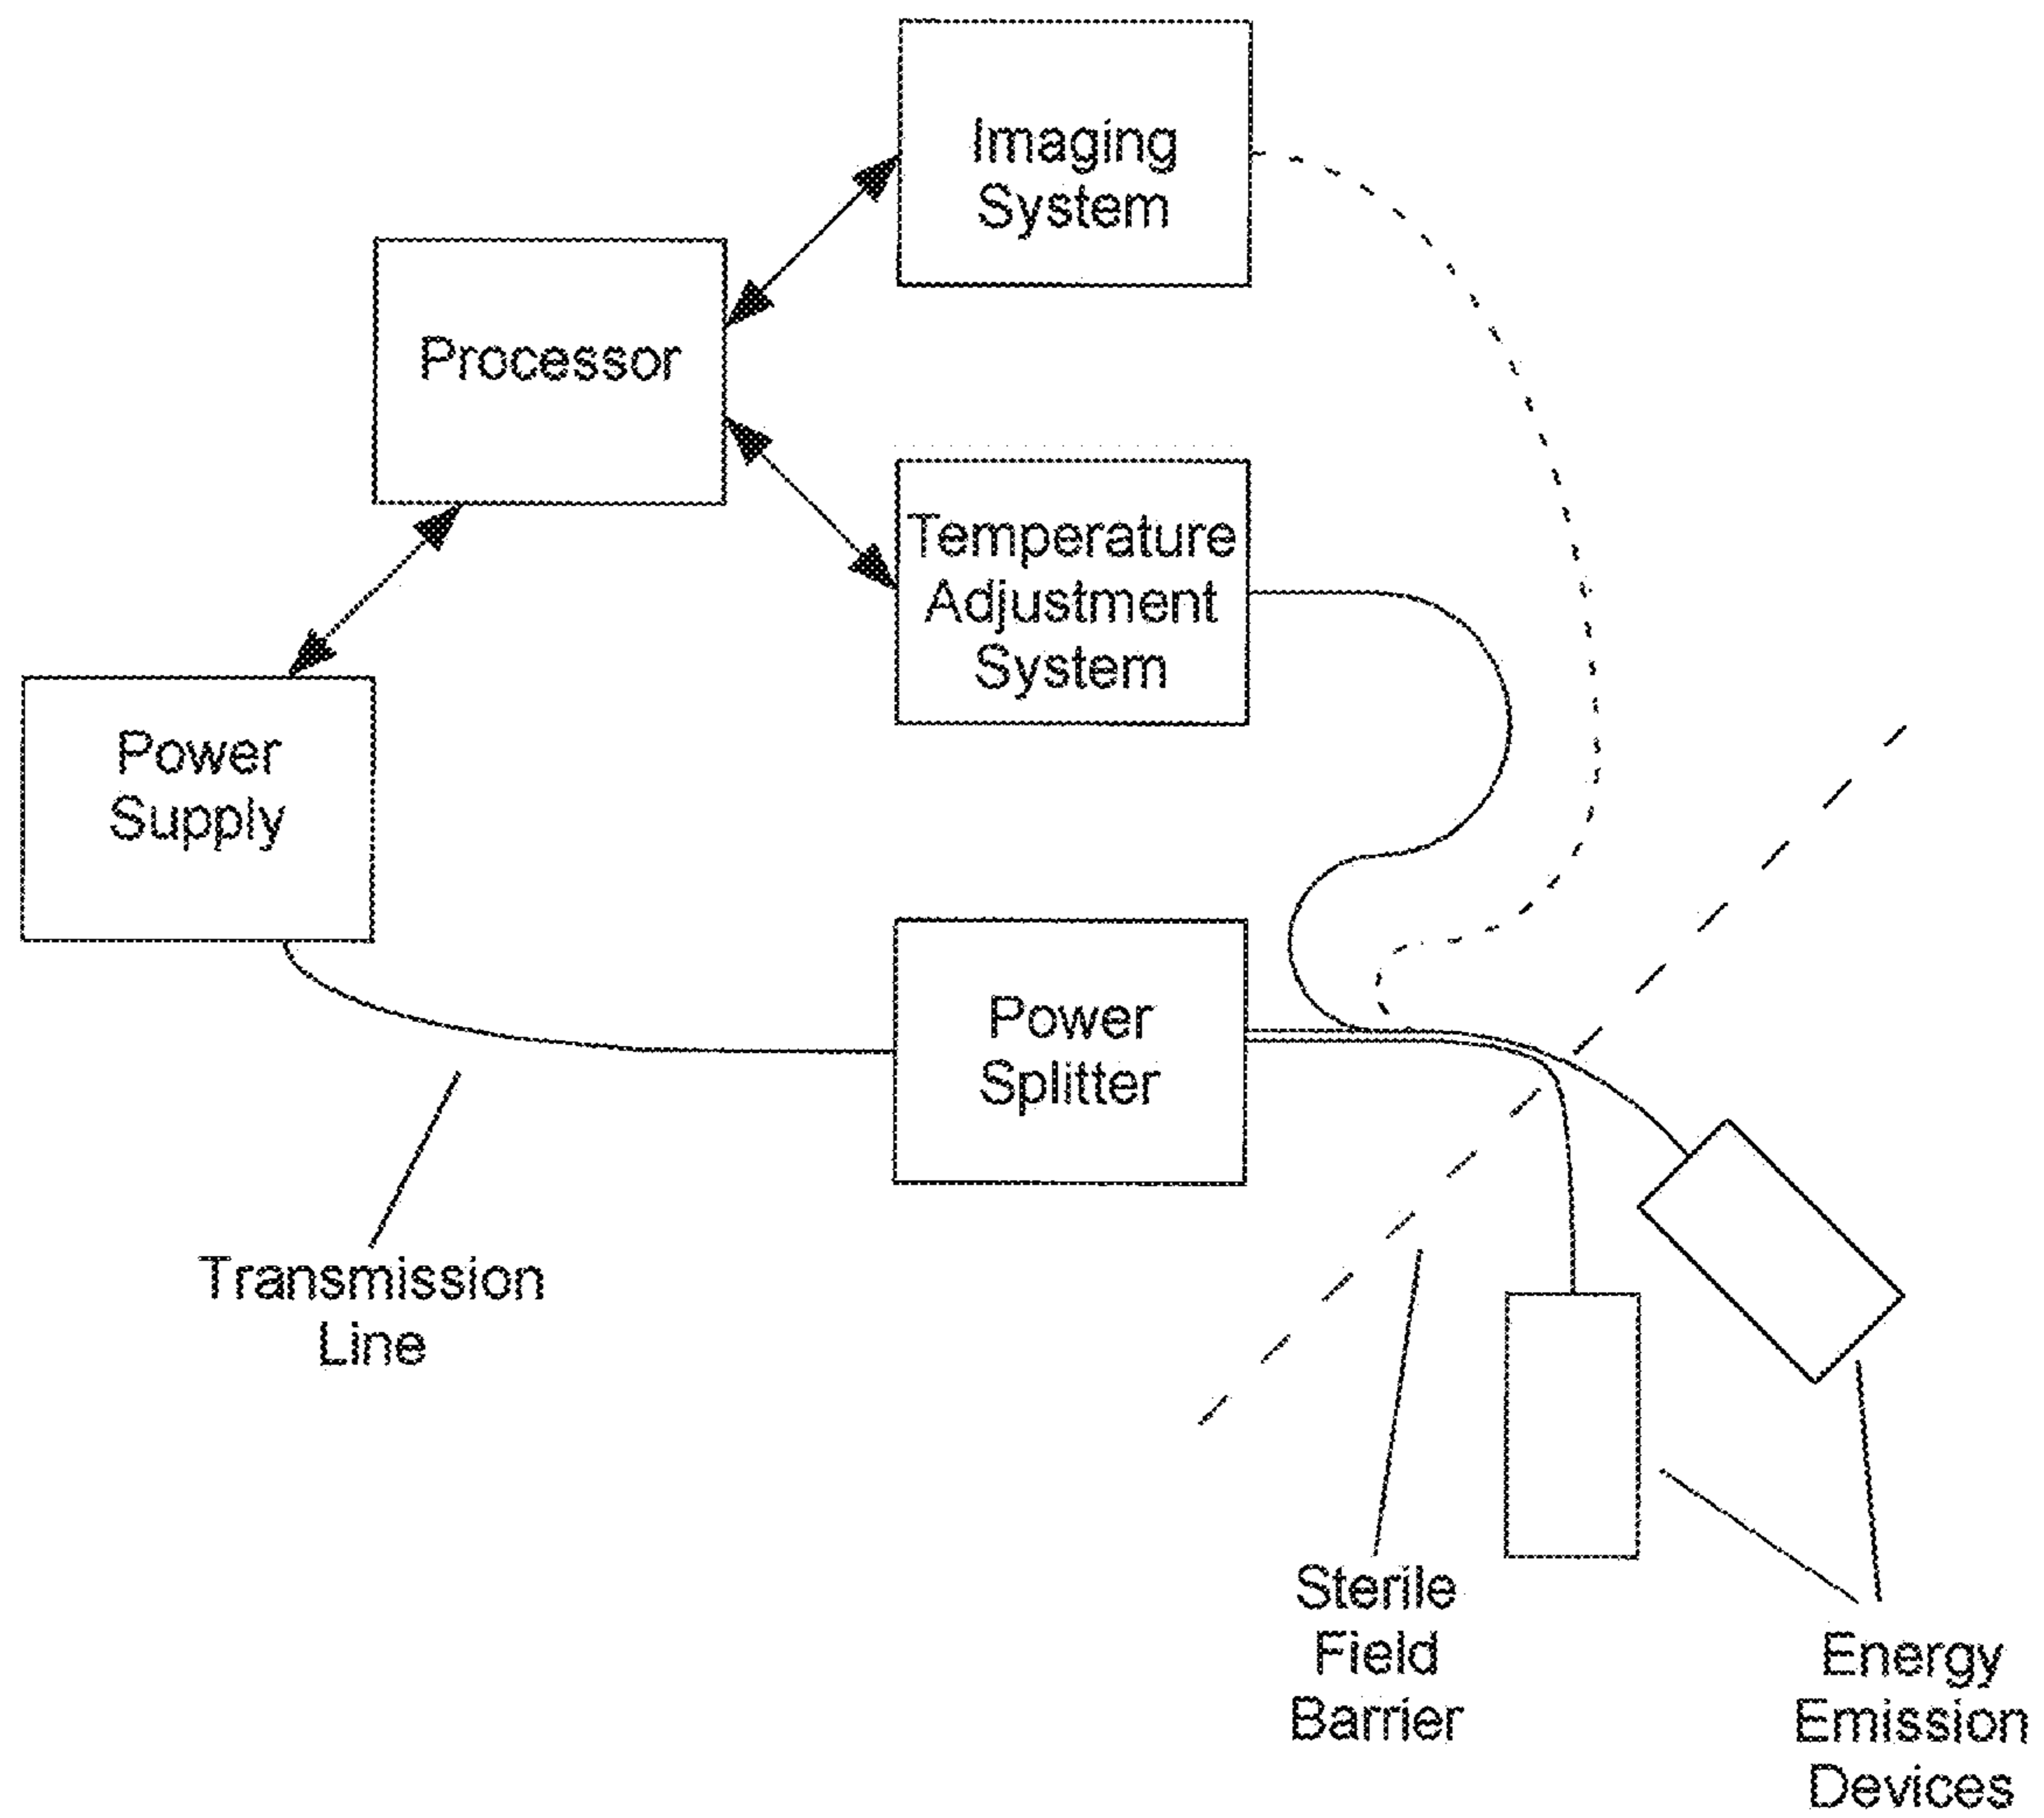 Imaging
System
Processor
Temperature
Adjustment
System
Power
Supply
Power
Splitter
Transmission
Line
Sterile
Field
Barrier
Energy
Emission
Devices